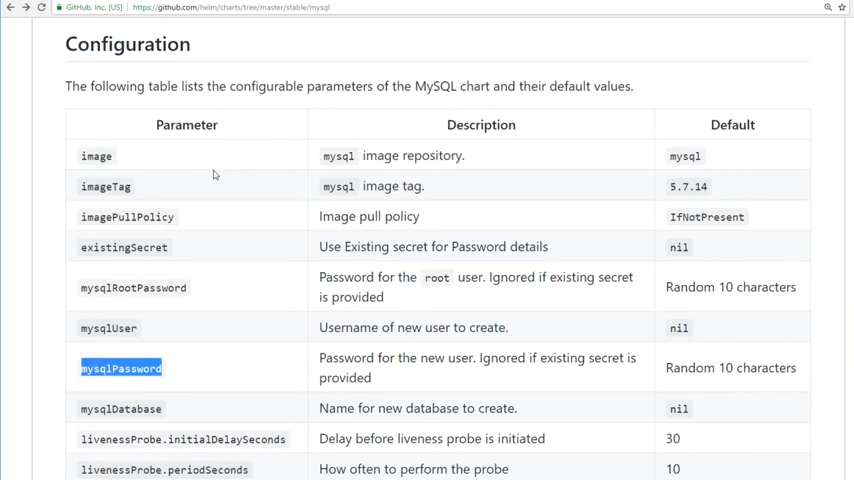 GitHub, Inc. [US]
https://github.com/helm/charts/tree/master/stable/mysql
Configuration
The following table lists the configurable parameters of the MySQL chart and their default values.
Parameter Description Default
image mysql image repository. mysql
imageTag mysql image tag. 5.7.14
imagePullPolicy Image pull policy IfNotPresent
existingSecret Use Existing secret for Password details nil
mysqlRootPassword Password for the root user. Ignored if existing secret
is provided Random 10 characters
mysqlUser Username of new user to create. nil
mysqlPassword Password for the new user. Ignored if existing secret is
provided Random 10 characters
mysqlDatabase Name for new database to create. nil
livenessProbe.initialDelaySeconds Delay before liveness probe is initiated 30
livenessProbe.periodSeconds How often to perform the probe 10